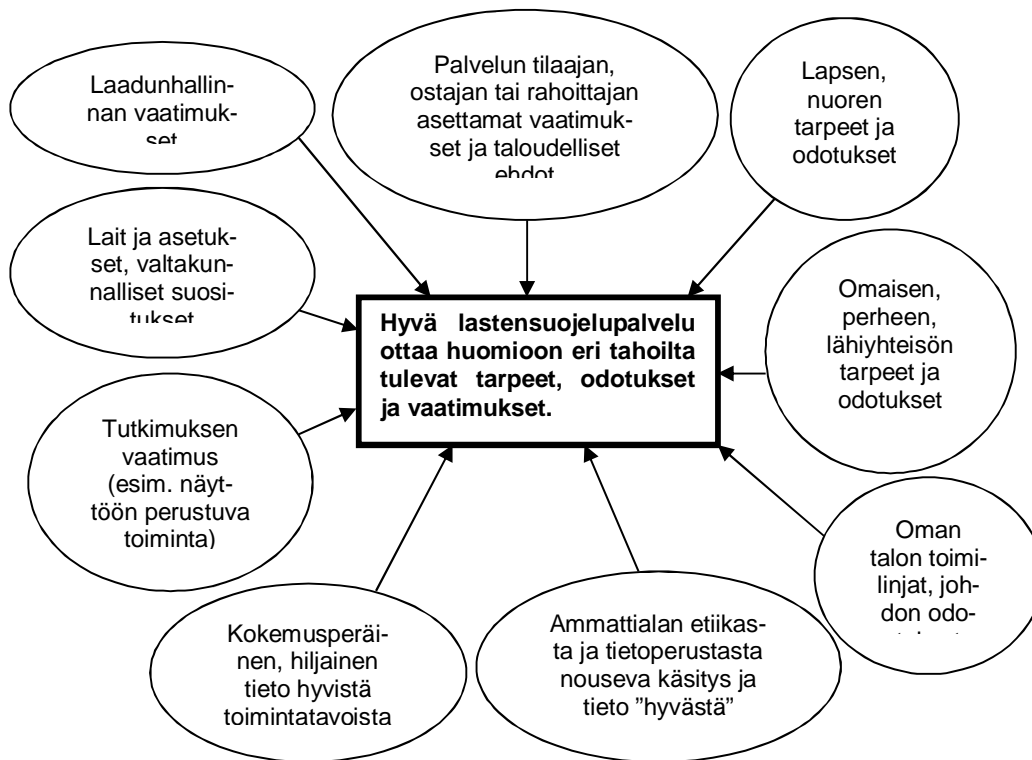 Laadunhallin-
nan vaatimuk-
set
Palvelun tilaajan,
ostajan tai rahoittajan
asettamat vaatimuk-
set ja taloudelliset
ehdot
Lapsen,
nuoren
tarpeet ja
odotukset
Lait ja asetuk-
set, valtakun-
nalliset suosi-
tukset
Hyvä lastensuojelupalvelu
ottaa huomioon eri tahoilta
tulevat tarpeet, odotukset
ja vaatimukset.
Omaisen,
perheen,
lähiyhteisön
tarpeet ja
odotukset
Tutkimuksen
vaatimus
(esim. näyt-
töön perustuva
toiminta)
Oman
talon toimi-
linjat, joh-
don odo-
Kokemusperäi-
nen, hiljainen
tieto hyvistä
toimintatavoista
Ammattialan etiikas-
ta ja tietoperustasta
nouseva käsitys ja
tieto ”hyvästä”